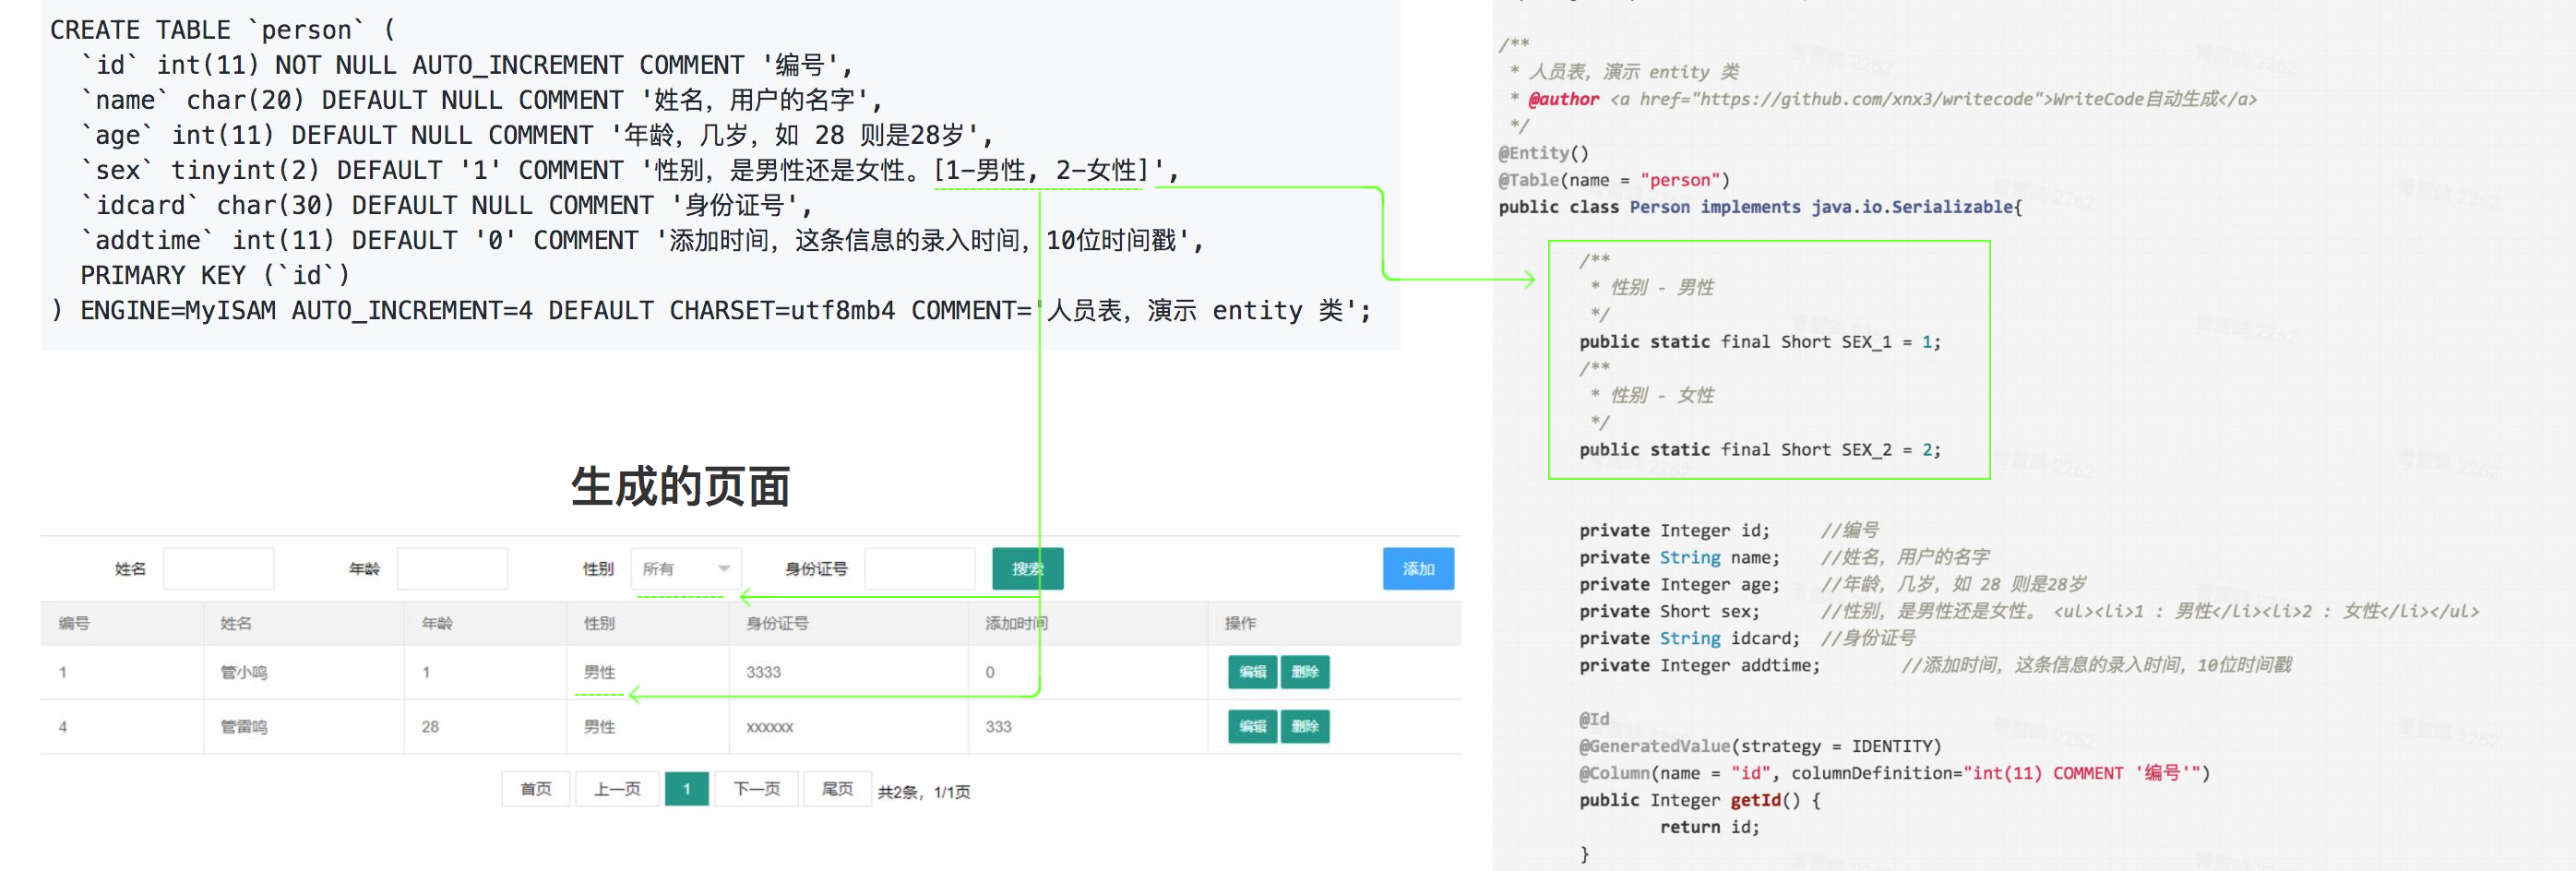 CREATE TABLE `person` (
`id` int(11) NOT NULL AUTO_INCREMENT COMMENT '编号',
`name` char(20) DEFAULT NULL COMMENT '姓名，用户的名字',
`age` int(11) DEFAULT NULL COMMENT '年龄，几岁，如 28 则是28岁',
`sex` tinyint(2) DEFAULT '1' COMMENT '性别，是男性还是女性。[1-男性, 2-女性]',
`idcard` char(30) DEFAULT NULL COMMENT '身份证号',
`addtime` int(11) DEFAULT '0' COMMENT '添加时间，这条信息的录入时间，10位时间戳',
PRIMARY KEY (`id`)
) ENGINE=MyISAM AUTO_INCREMENT=4 DEFAULT CHARSET=utf8mb4 COMMENT='人员表，演示 entity 类';
生成的页面
姓名 年龄 性别 所有 身份证号 搜索 添加
编号 姓名 年龄 性别 身份证号 添加时间 操作
1 管小鸣 1 男性 3333 0 编辑 删除
4 管雷鸣 28 男性 xxxxxx 333 编辑 删除
首页 上一页 1 下一页 尾页 共2条，1/1页
/**
* 人员表，演示 entity 类
* @author <a href="https://github.com/xnx3/writecode">WriteCode自动生成</a>
*/
@Entity()
@Table(name = "person")
public class Person implements java.io.Serializable{
/**
* 性别 - 男性
*/
public static final Short SEX_1 = 1;
/**
* 性别 - 女性
*/
public static final Short SEX_2 = 2;
private Integer id; //编号
private String name; //姓名，用户的名字
private Integer age; //年龄，几岁，如 28 则是28岁
private Short sex; //性别，是男性还是女性。 <ul><li>1 : 男性</li><li>2 : 女性</li></ul>
private String idcard; //身份证号
private Integer addtime; //添加时间，这条信息的录入时间，10位时间戳
@Id
@GeneratedValue(strategy = IDENTITY)
@Column(name = "id", columnDefinition="int(11) COMMENT '编号'")
public Integer getId() {
return id;
}